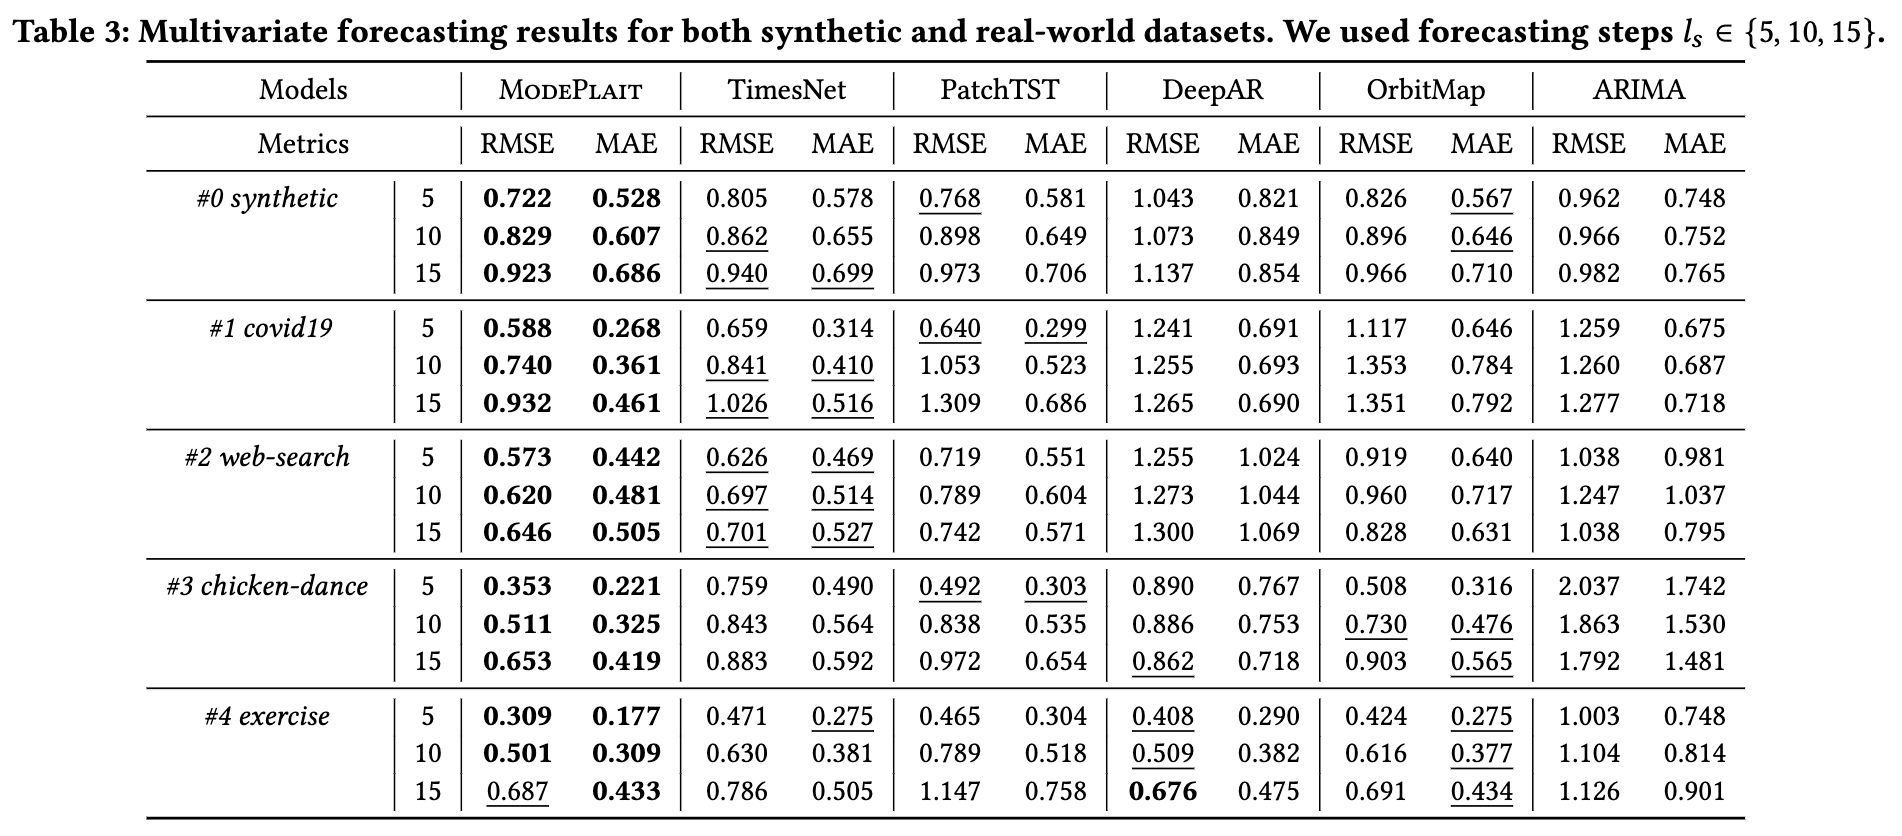 Table 3: Multivariate forecasting results for both synthetic and real-world datasets. We used forecasting steps lₛ ∈ {5, 10, 15}.
Models MODEPLAIT TimesNet PatchTST DeepAR OrbitMap ARIMA
Metrics RMSE MAE RMSE MAE RMSE MAE RMSE MAE RMSE MAE RMSE MAE
#0 synthetic 5 0.722 0.528 0.805 0.578 0.768 0.581 1.043 0.821 0.826 0.567 0.962 0.748
10 0.829 0.607 0.862 0.655 0.898 0.649 1.073 0.849 0.896 0.646 0.966 0.752
15 0.923 0.686 0.940 0.699 0.973 0.706 1.137 0.854 0.966 0.710 0.982 0.765
#1 covid19 5 0.588 0.268 0.659 0.314 0.640 0.299 1.241 0.691 1.117 0.646 1.259 0.675
10 0.740 0.361 0.841 0.410 1.053 0.523 1.255 0.693 1.353 0.784 1.260 0.687
15 0.932 0.461 1.026 0.516 1.309 0.686 1.265 0.690 1.351 0.792 1.277 0.718
#2 web-search 5 0.573 0.442 0.626 0.469 0.719 0.551 1.255 1.024 0.919 0.640 1.038 0.981
10 0.620 0.481 0.697 0.514 0.789 0.604 1.273 1.044 0.960 0.717 1.247 1.037
15 0.646 0.505 0.701 0.527 0.742 0.571 1.300 1.069 0.828 0.631 1.038 0.795
#3 chicken-dance 5 0.353 0.221 0.759 0.490 0.492 0.303 0.890 0.767 0.508 0.316 2.037 1.742
10 0.511 0.325 0.843 0.564 0.838 0.535 0.886 0.753 0.730 0.476 1.863 1.530
15 0.653 0.419 0.883 0.592 0.972 0.654 0.862 0.718 0.903 0.565 1.792 1.481
#4 exercise 5 0.309 0.177 0.471 0.275 0.465 0.304 0.408 0.290 0.424 0.275 1.003 0.748
10 0.501 0.309 0.630 0.381 0.789 0.518 0.509 0.382 0.616 0.377 1.104 0.814
15 0.687 0.433 0.786 0.505 1.147 0.758 0.676 0.475 0.691 0.434 1.126 0.901